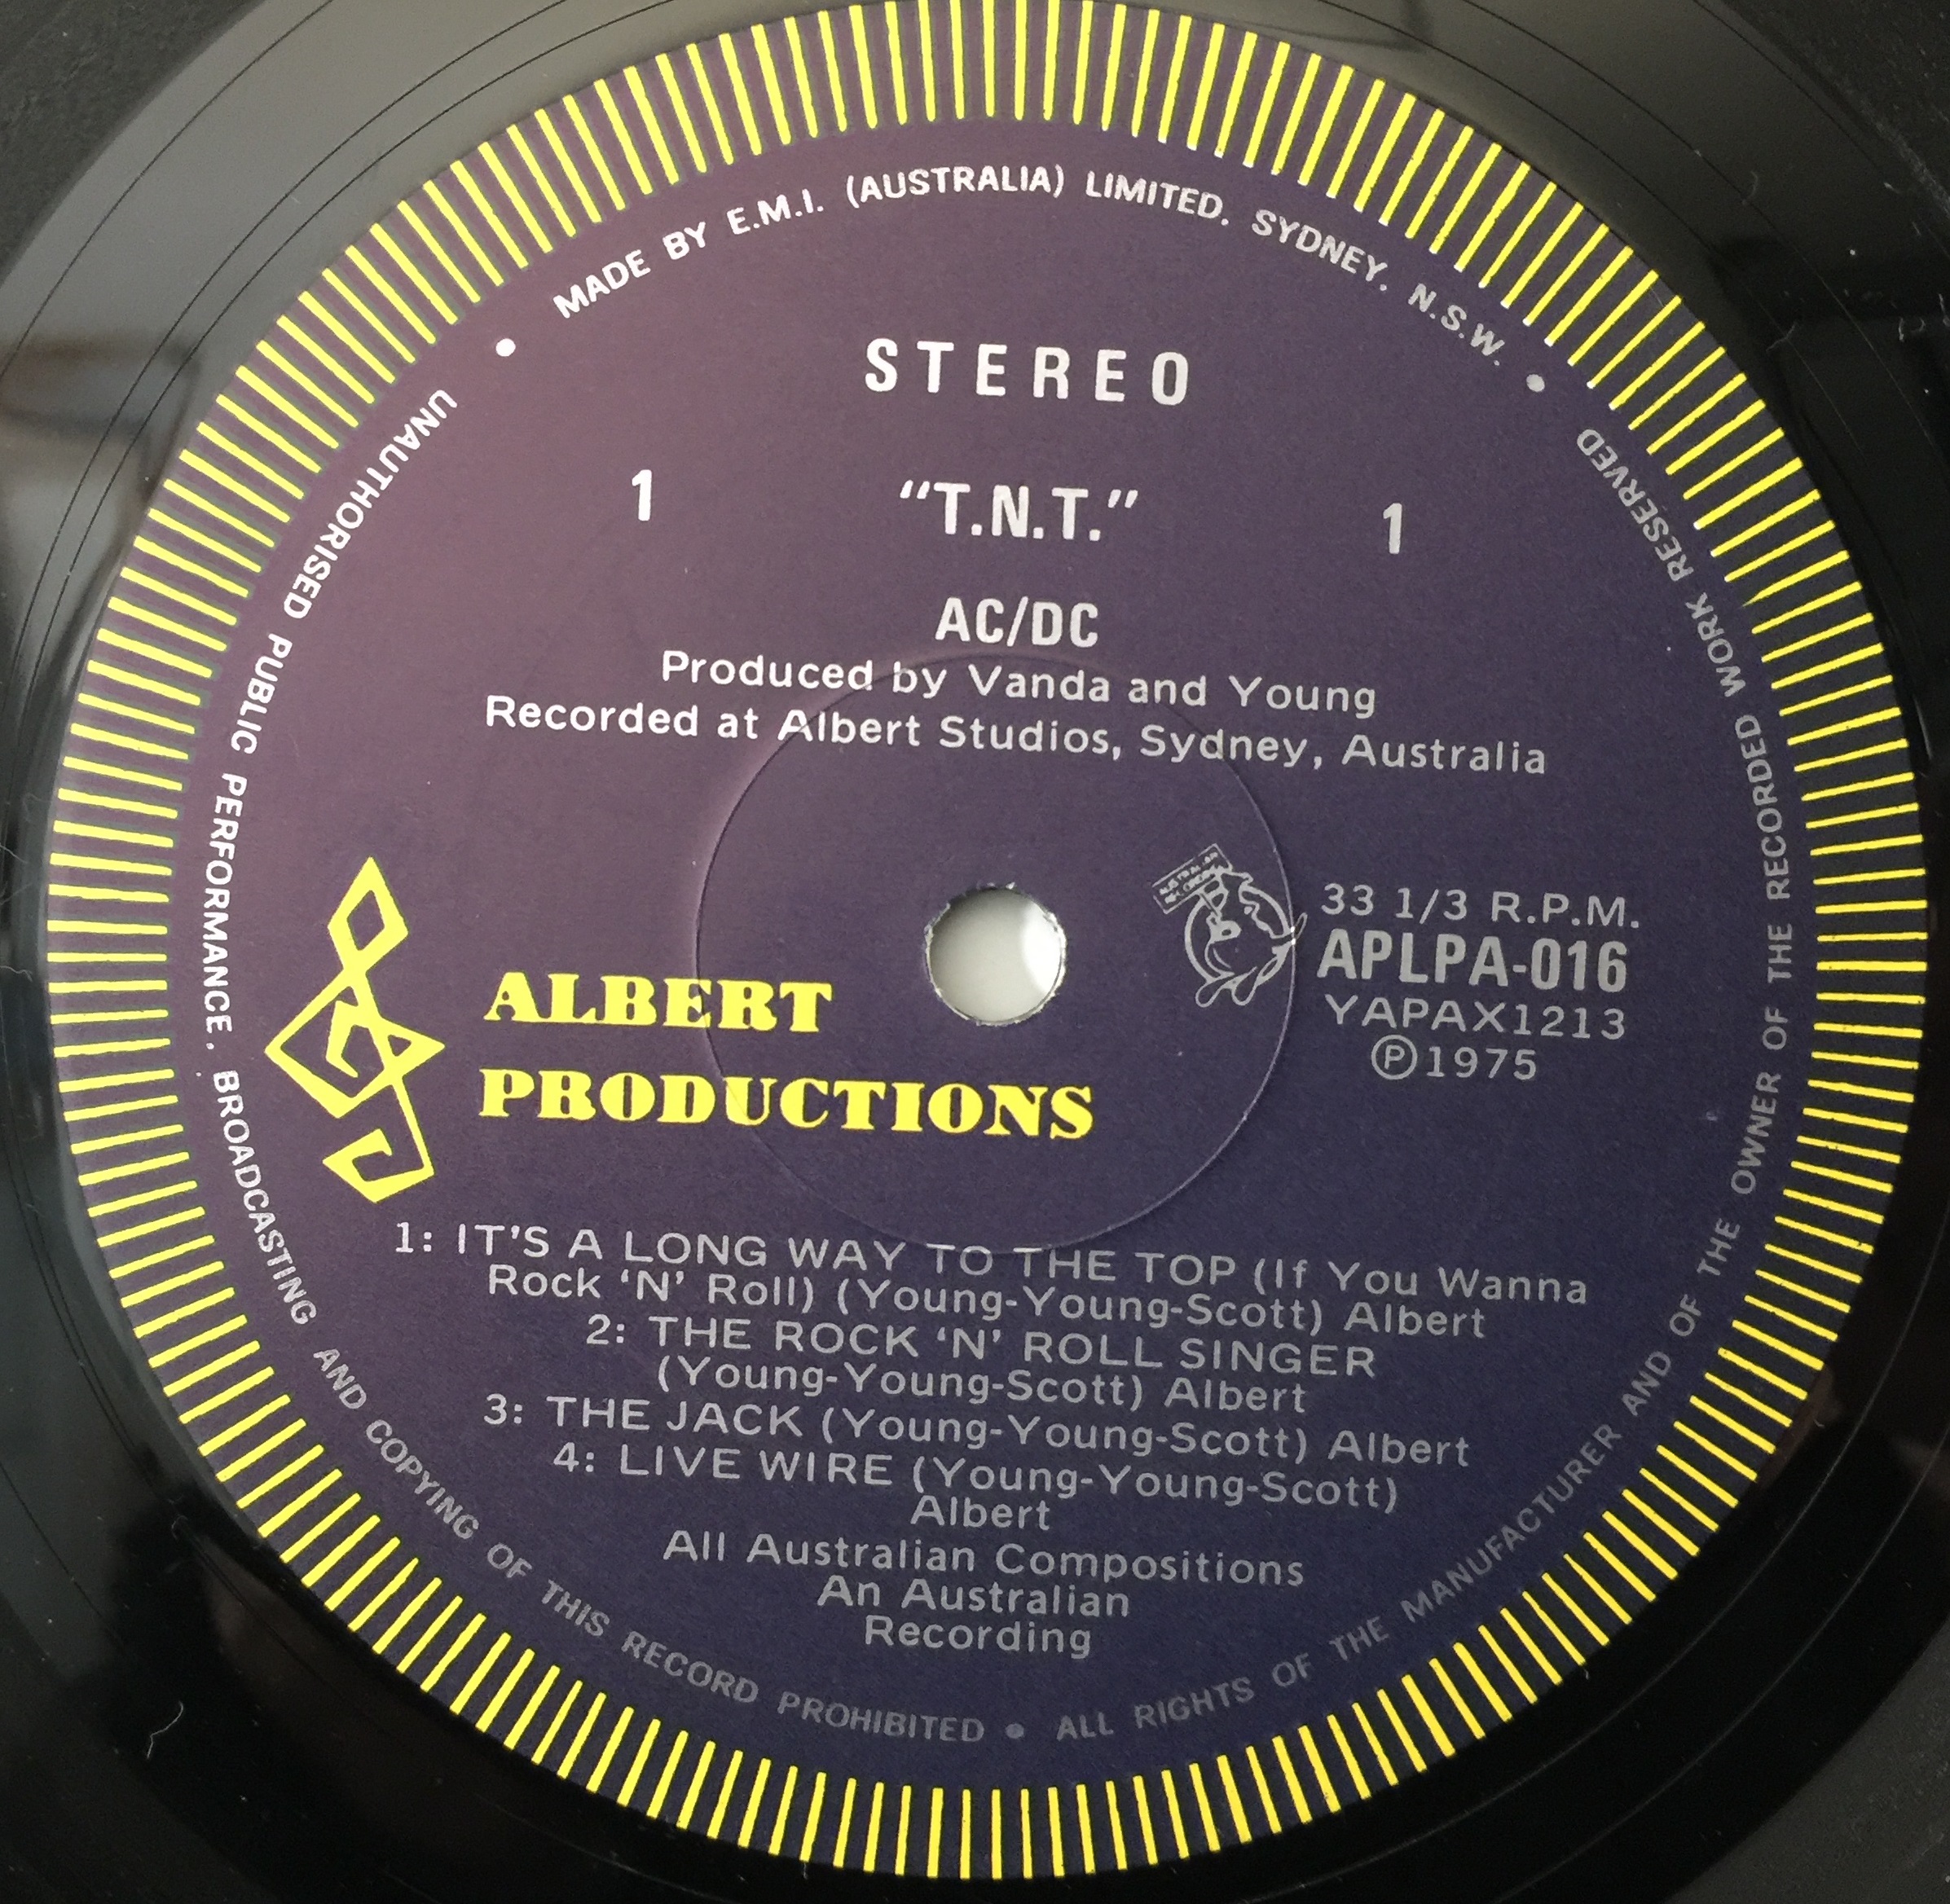 MADE BY E.M.I. (AUSTRALIA) LIMITED. SYDNEY. N.S.W. •
STEREO
1 "T.N.T." 1
AC/DC
Produced by Vanda and Young
Recorded at Albert Studios, Sydney, Australia
AUSTRALIAN
RECORDING
33 1/3 R.P.M.
APLPA-016
YAPAX1213
Ⓟ1975
ALBERT
PRODUCTIONS
1: IT'S A LONG WAY TO THE TOP (If You Wanna
Rock 'N' Roll) (Young-Young-Scott) Albert
2: THE ROCK 'N' ROLL SINGER
(Young-Young-Scott) Albert
3: THE JACK (Young-Young-Scott) Albert
4: LIVE WIRE (Young-Young-Scott)
Albert
All Australian Compositions
An Australian
Recording
• UNAUTHORISED PUBLIC PERFORMANCE. BROADCASTING AND COPYING OF THIS RECORD PROHIBITED • ALL RIGHTS OF THE MANUFACTURER AND OF THE OWNER OF THE RECORDED WORK RESERVED